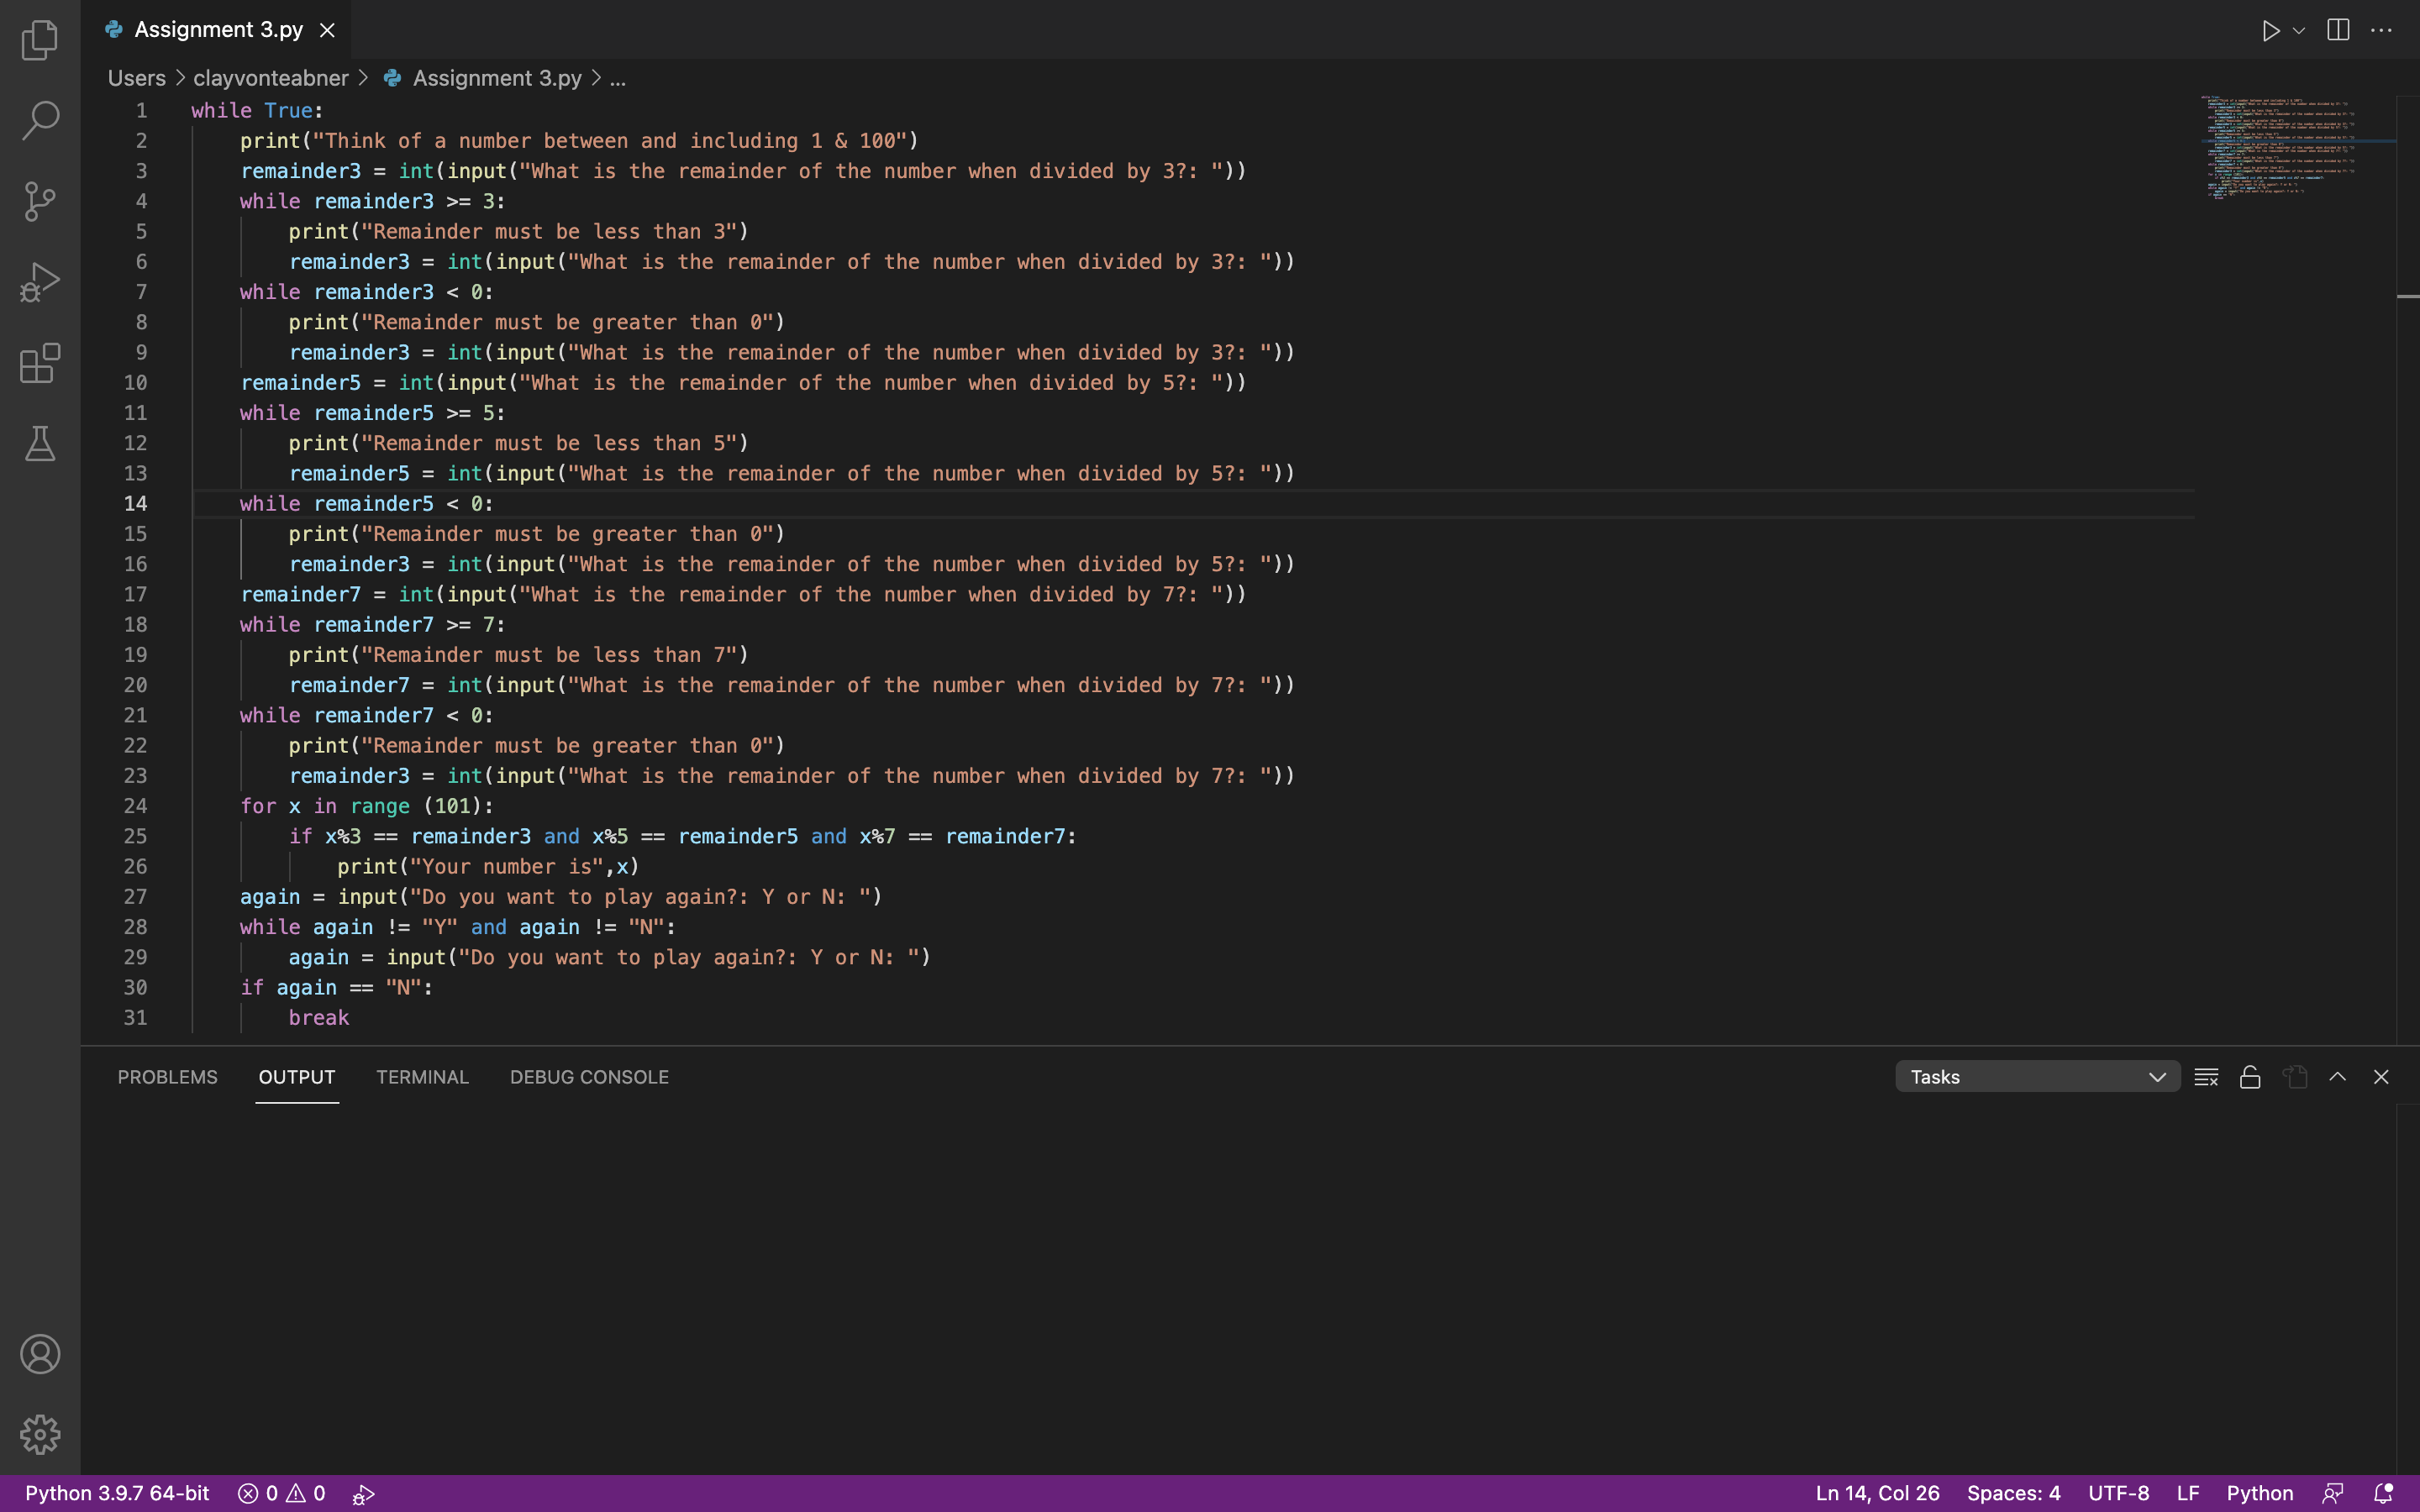 Assignment 3.py
Users > clayvonteabner > Assignment 3.py > ...
1 while True:
2     print("Think of a number between and including 1 & 100")
3     remainder3 = int(input("What is the remainder of the number when divided by 3?: "))
4     while remainder3 >= 3:
5         print("Remainder must be less than 3")
6         remainder3 = int(input("What is the remainder of the number when divided by 3?: "))
7     while remainder3 < 0:
8         print("Remainder must be greater than 0")
9         remainder3 = int(input("What is the remainder of the number when divided by 3?: "))
10     remainder5 = int(input("What is the remainder of the number when divided by 5?: "))
11     while remainder5 >= 5:
12         print("Remainder must be less than 5")
13         remainder5 = int(input("What is the remainder of the number when divided by 5?: "))
14     while remainder5 < 0:
15         print("Remainder must be greater than 0")
16         remainder3 = int(input("What is the remainder of the number when divided by 5?: "))
17     remainder7 = int(input("What is the remainder of the number when divided by 7?: "))
18     while remainder7 >= 7:
19         print("Remainder must be less than 7")
20         remainder7 = int(input("What is the remainder of the number when divided by 7?: "))
21     while remainder7 < 0:
22         print("Remainder must be greater than 0")
23         remainder3 = int(input("What is the remainder of the number when divided by 7?: "))
24     for x in range (101):
25         if x%3 == remainder3 and x%5 == remainder5 and x%7 == remainder7:
26             print("Your number is",x)
27     again = input("Do you want to play again?: Y or N: ")
28     while again != "Y" and again != "N":
29         again = input("Do you want to play again?: Y or N: ")
30     if again == "N":
31         break
PROBLEMS OUTPUT TERMINAL DEBUG CONSOLE Tasks
Python 3.9.7 64-bit 0 0 Ln 14, Col 26 Spaces: 4 UTF-8 LF Python